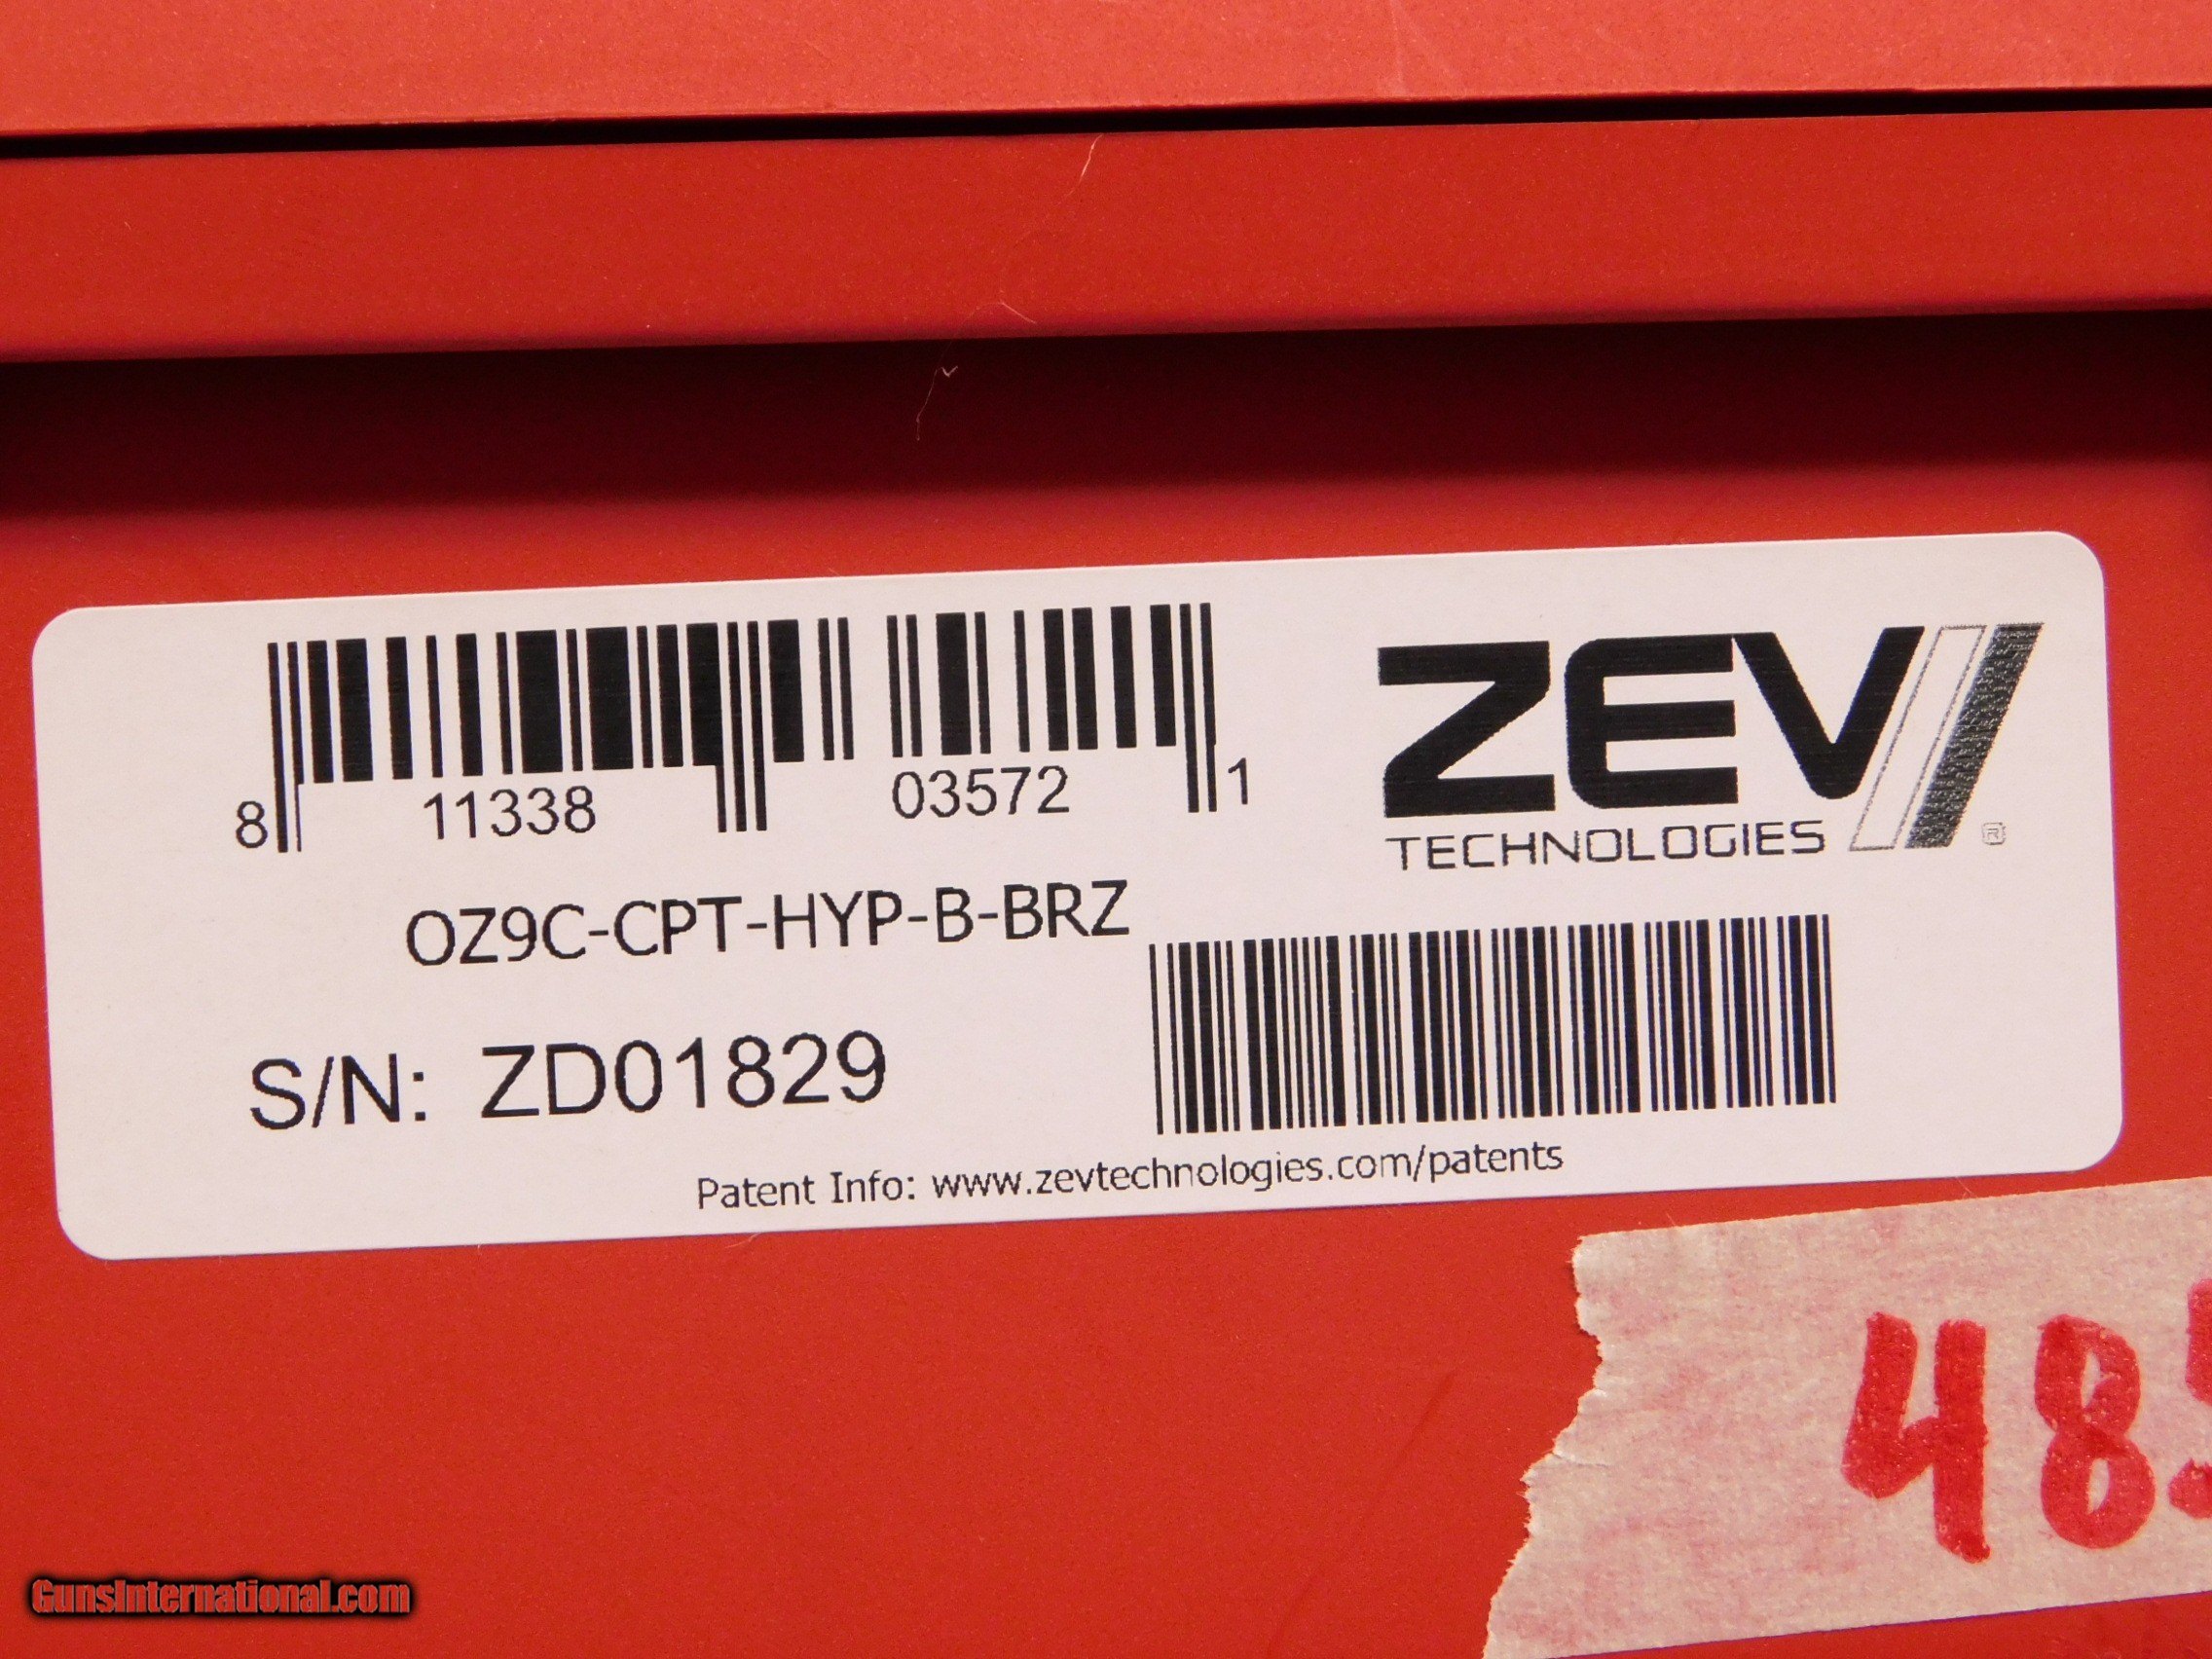 ZEV
TECHNOLOGIES ®
8 11338 03572 1
OZ9C-CPT-HYP-B-BRZ
S/N: ZD01829
Patent Info: www.zevtechnologies.com/patents
48
GunsInternational.com